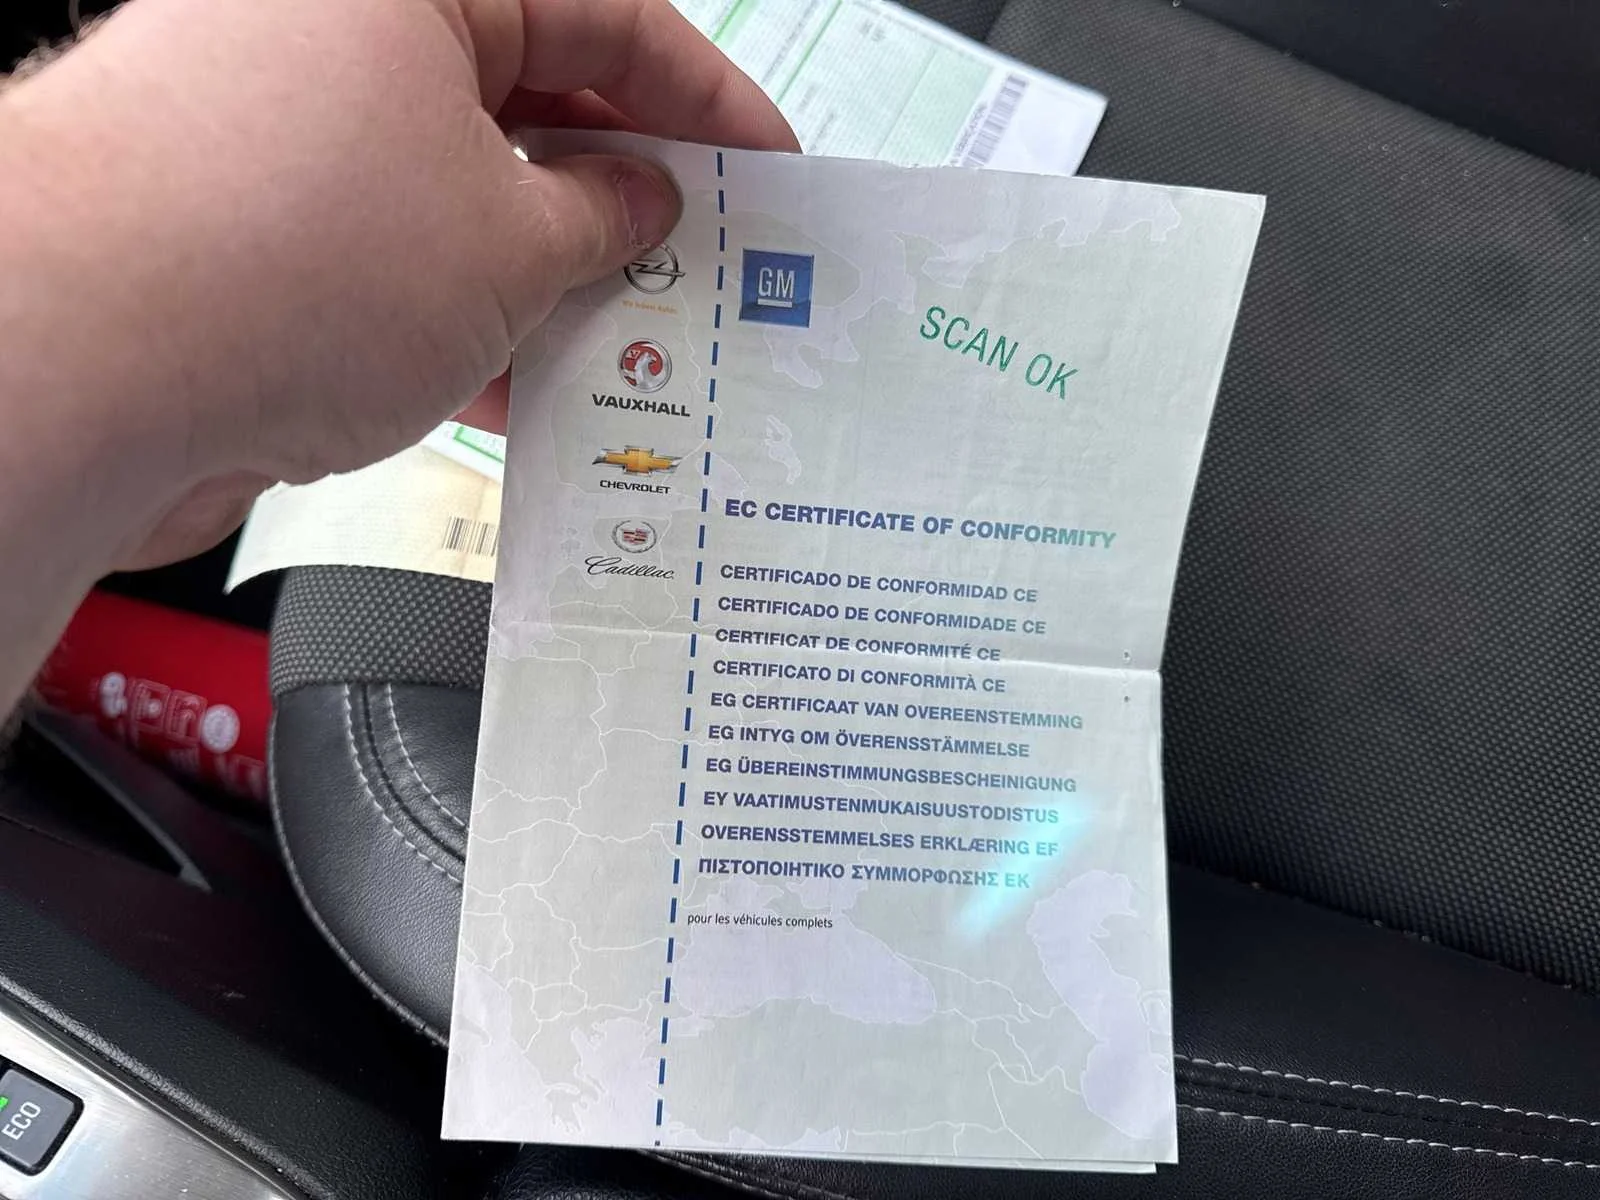 GM
SCAN OK
VAUXHALL
CHEVROLET
Cadillac
EC CERTIFICATE OF CONFORMITY
CERTIFICADO DE CONFORMIDAD CE
CERTIFICADO DE CONFORMIDADE CE
CERTIFICAT DE CONFORMITÉ CE
CERTIFICATO DI CONFORMITÀ CE
EG CERTIFICAAT VAN OVEREENSTEMMING
EG INTYG OM ÖVERENSSTÄMMELSE
EG ÜBEREINSTIMMUNGSBESCHEINIGUNG
EY VAATIMUSTENMUKAISUUSTODISTUS
OVERENSSTEMMELSES ERKLÆRING EF
ΠΙΣΤΟΠΟΙΗΤΙΚΟ ΣΥΜΜΟΡΦΩΣΗΣ ΕΚ
pour les véhicules complets
ECO